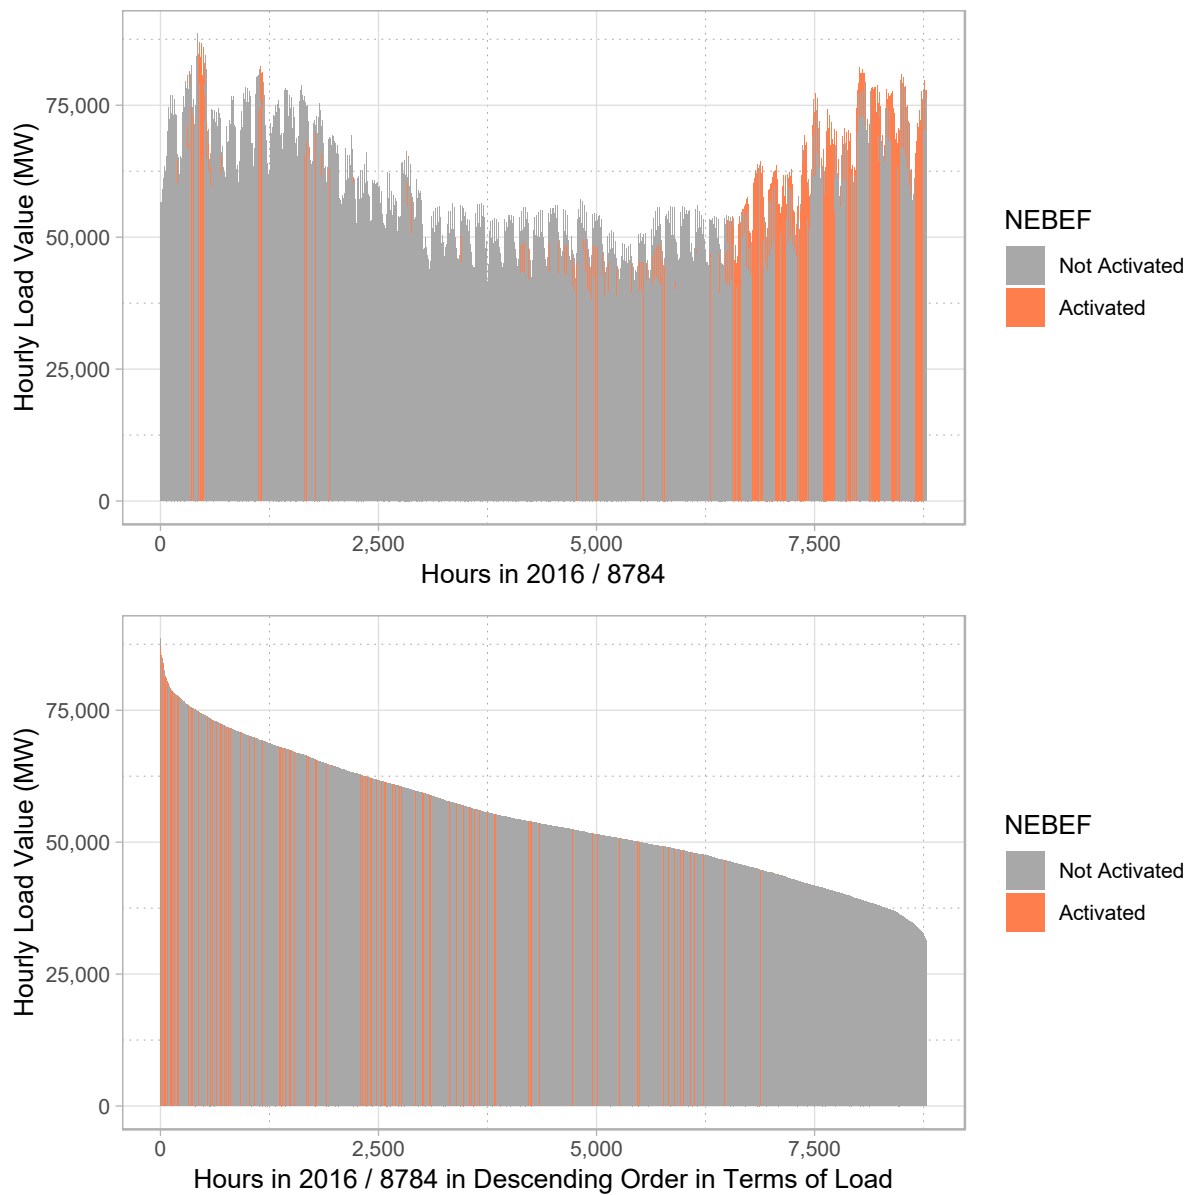 75,000
50,000
25,000
0
Hourly Load Value (MW)
0
2,500
5,000
7,500
Hours in 2016 / 8784
NEBEF
Not Activated
Activated
75,000
50,000
25,000
0
Hourly Load Value (MW)
0
2,500
5,000
7,500
Hours in 2016 / 8784 in Descending Order in Terms of Load
NEBEF
Not Activated
Activated